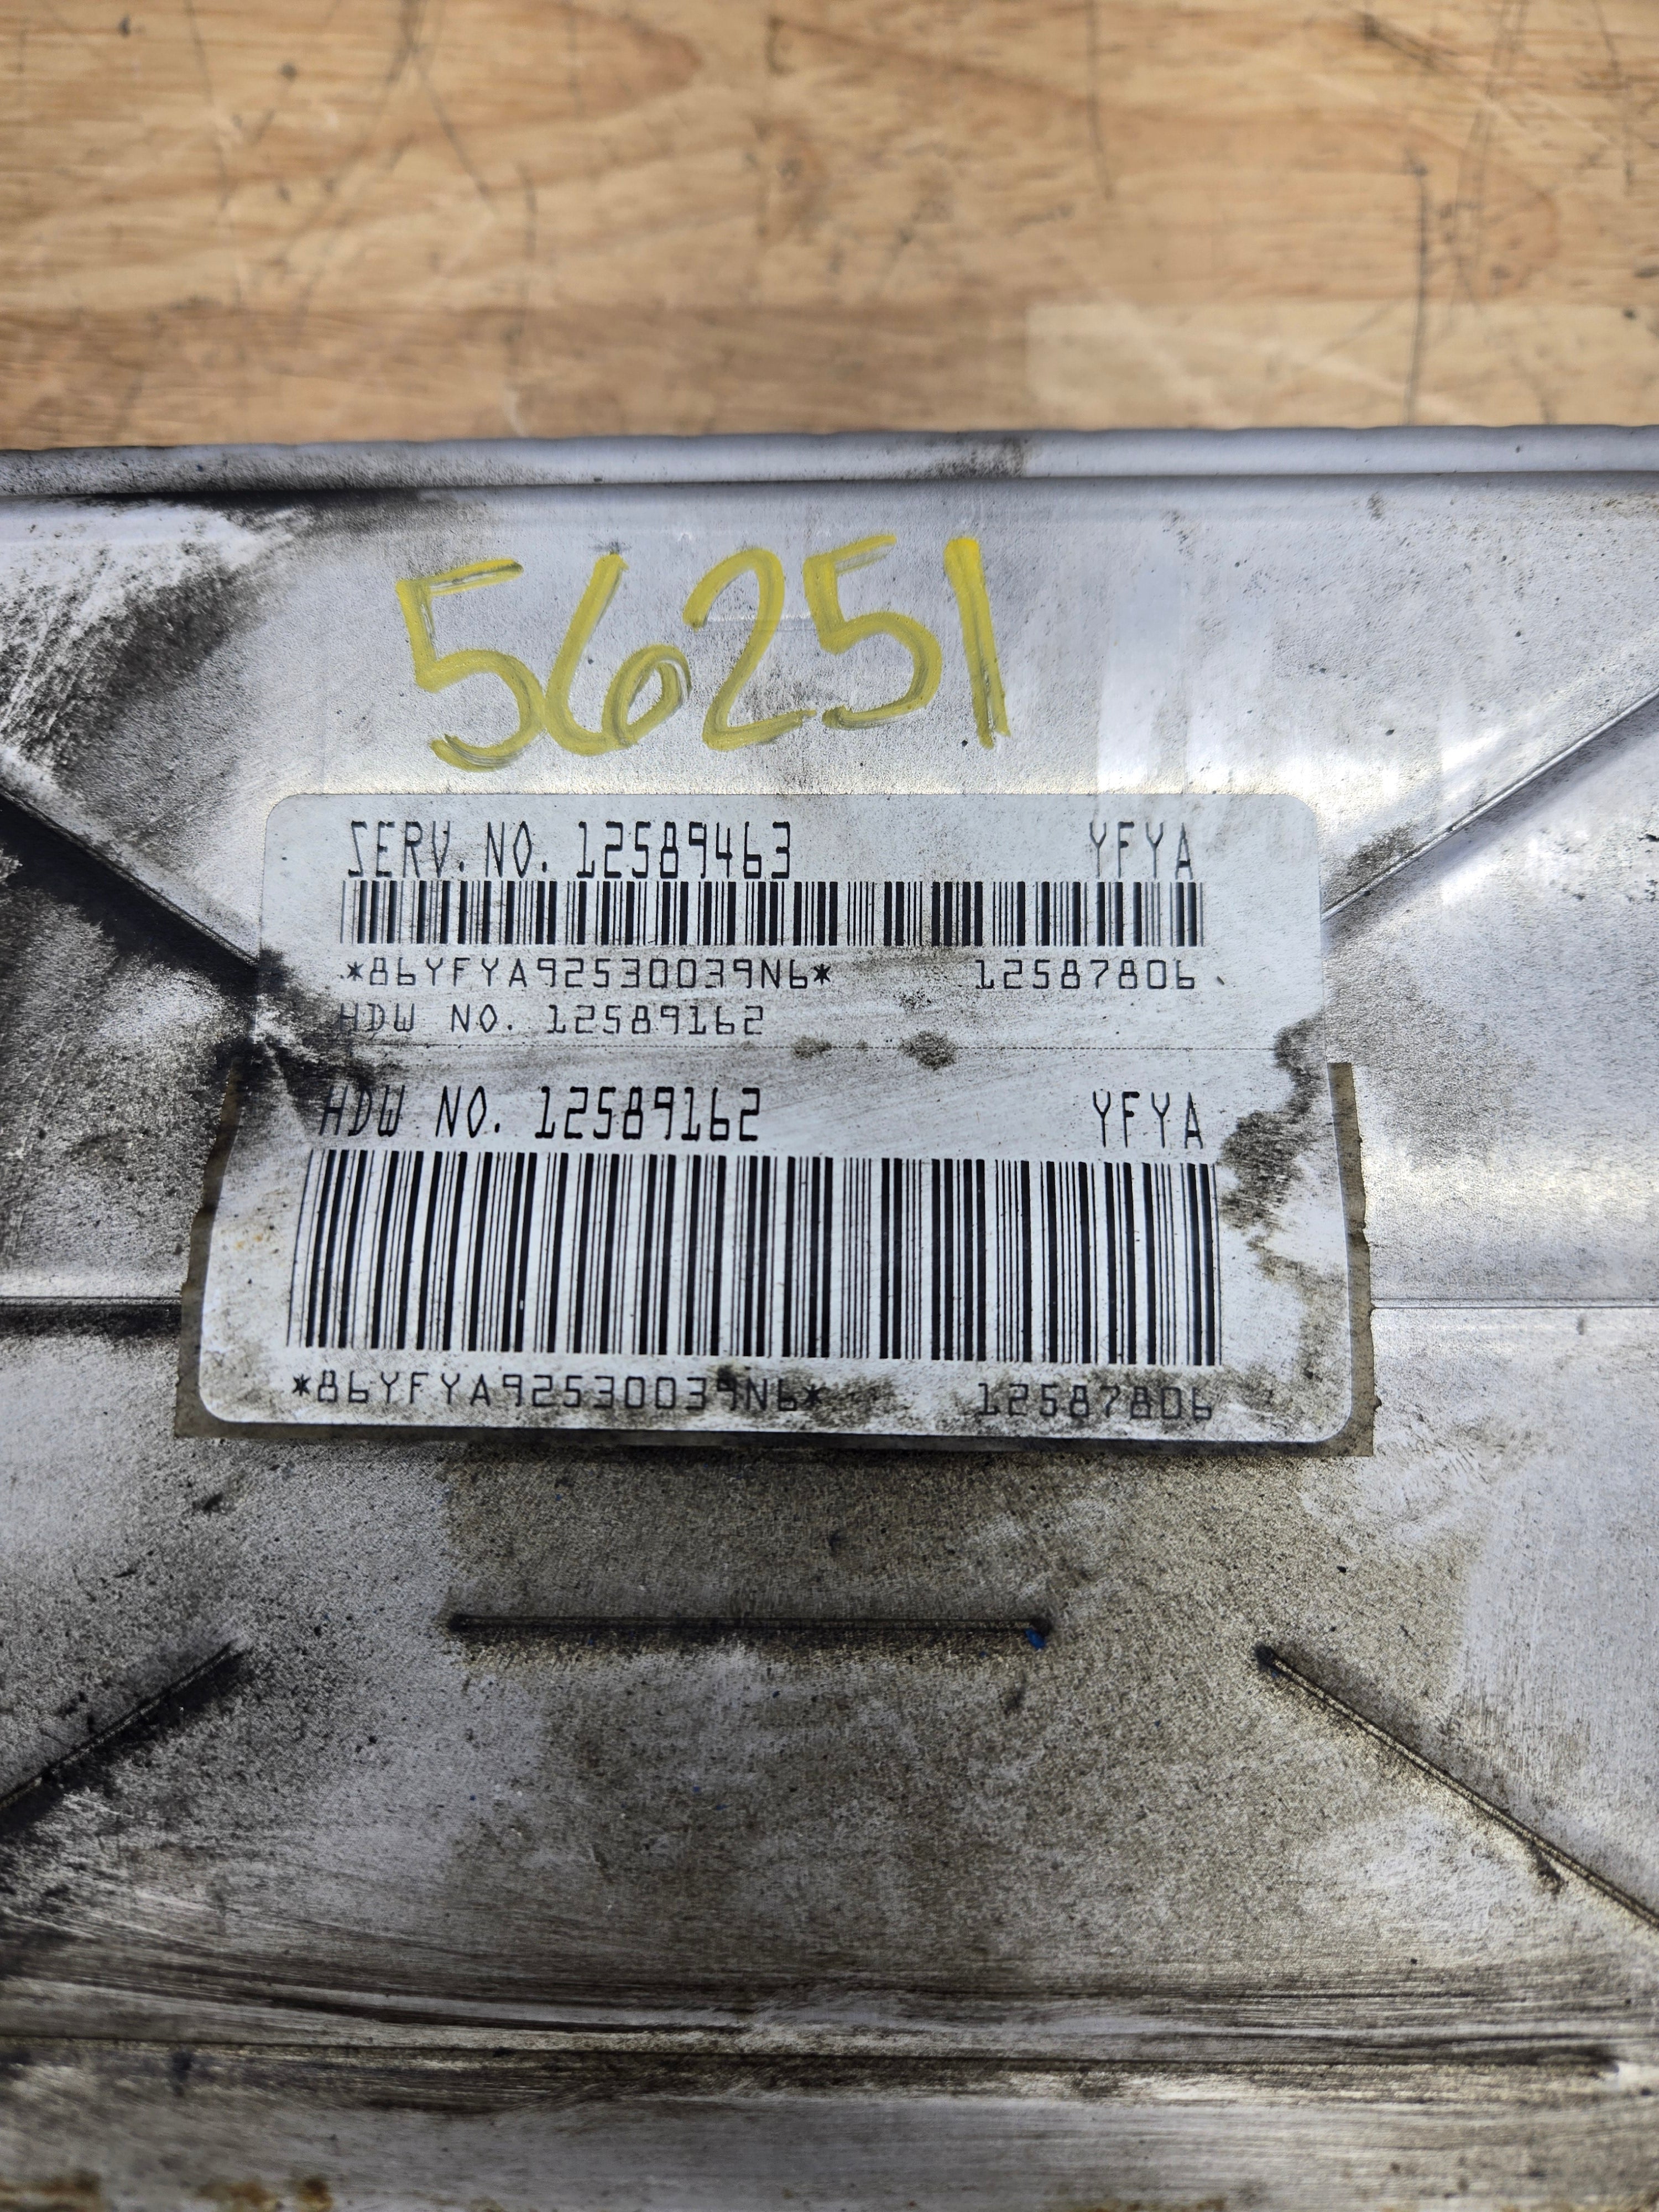 56251
SERV. NO. 12589463 YFYA
*86YFYA92530039N6* 12587806
HDW NO. 12589162
HDW NO. 12589162 YFYA
*86YFYA92530039N6* 12587806